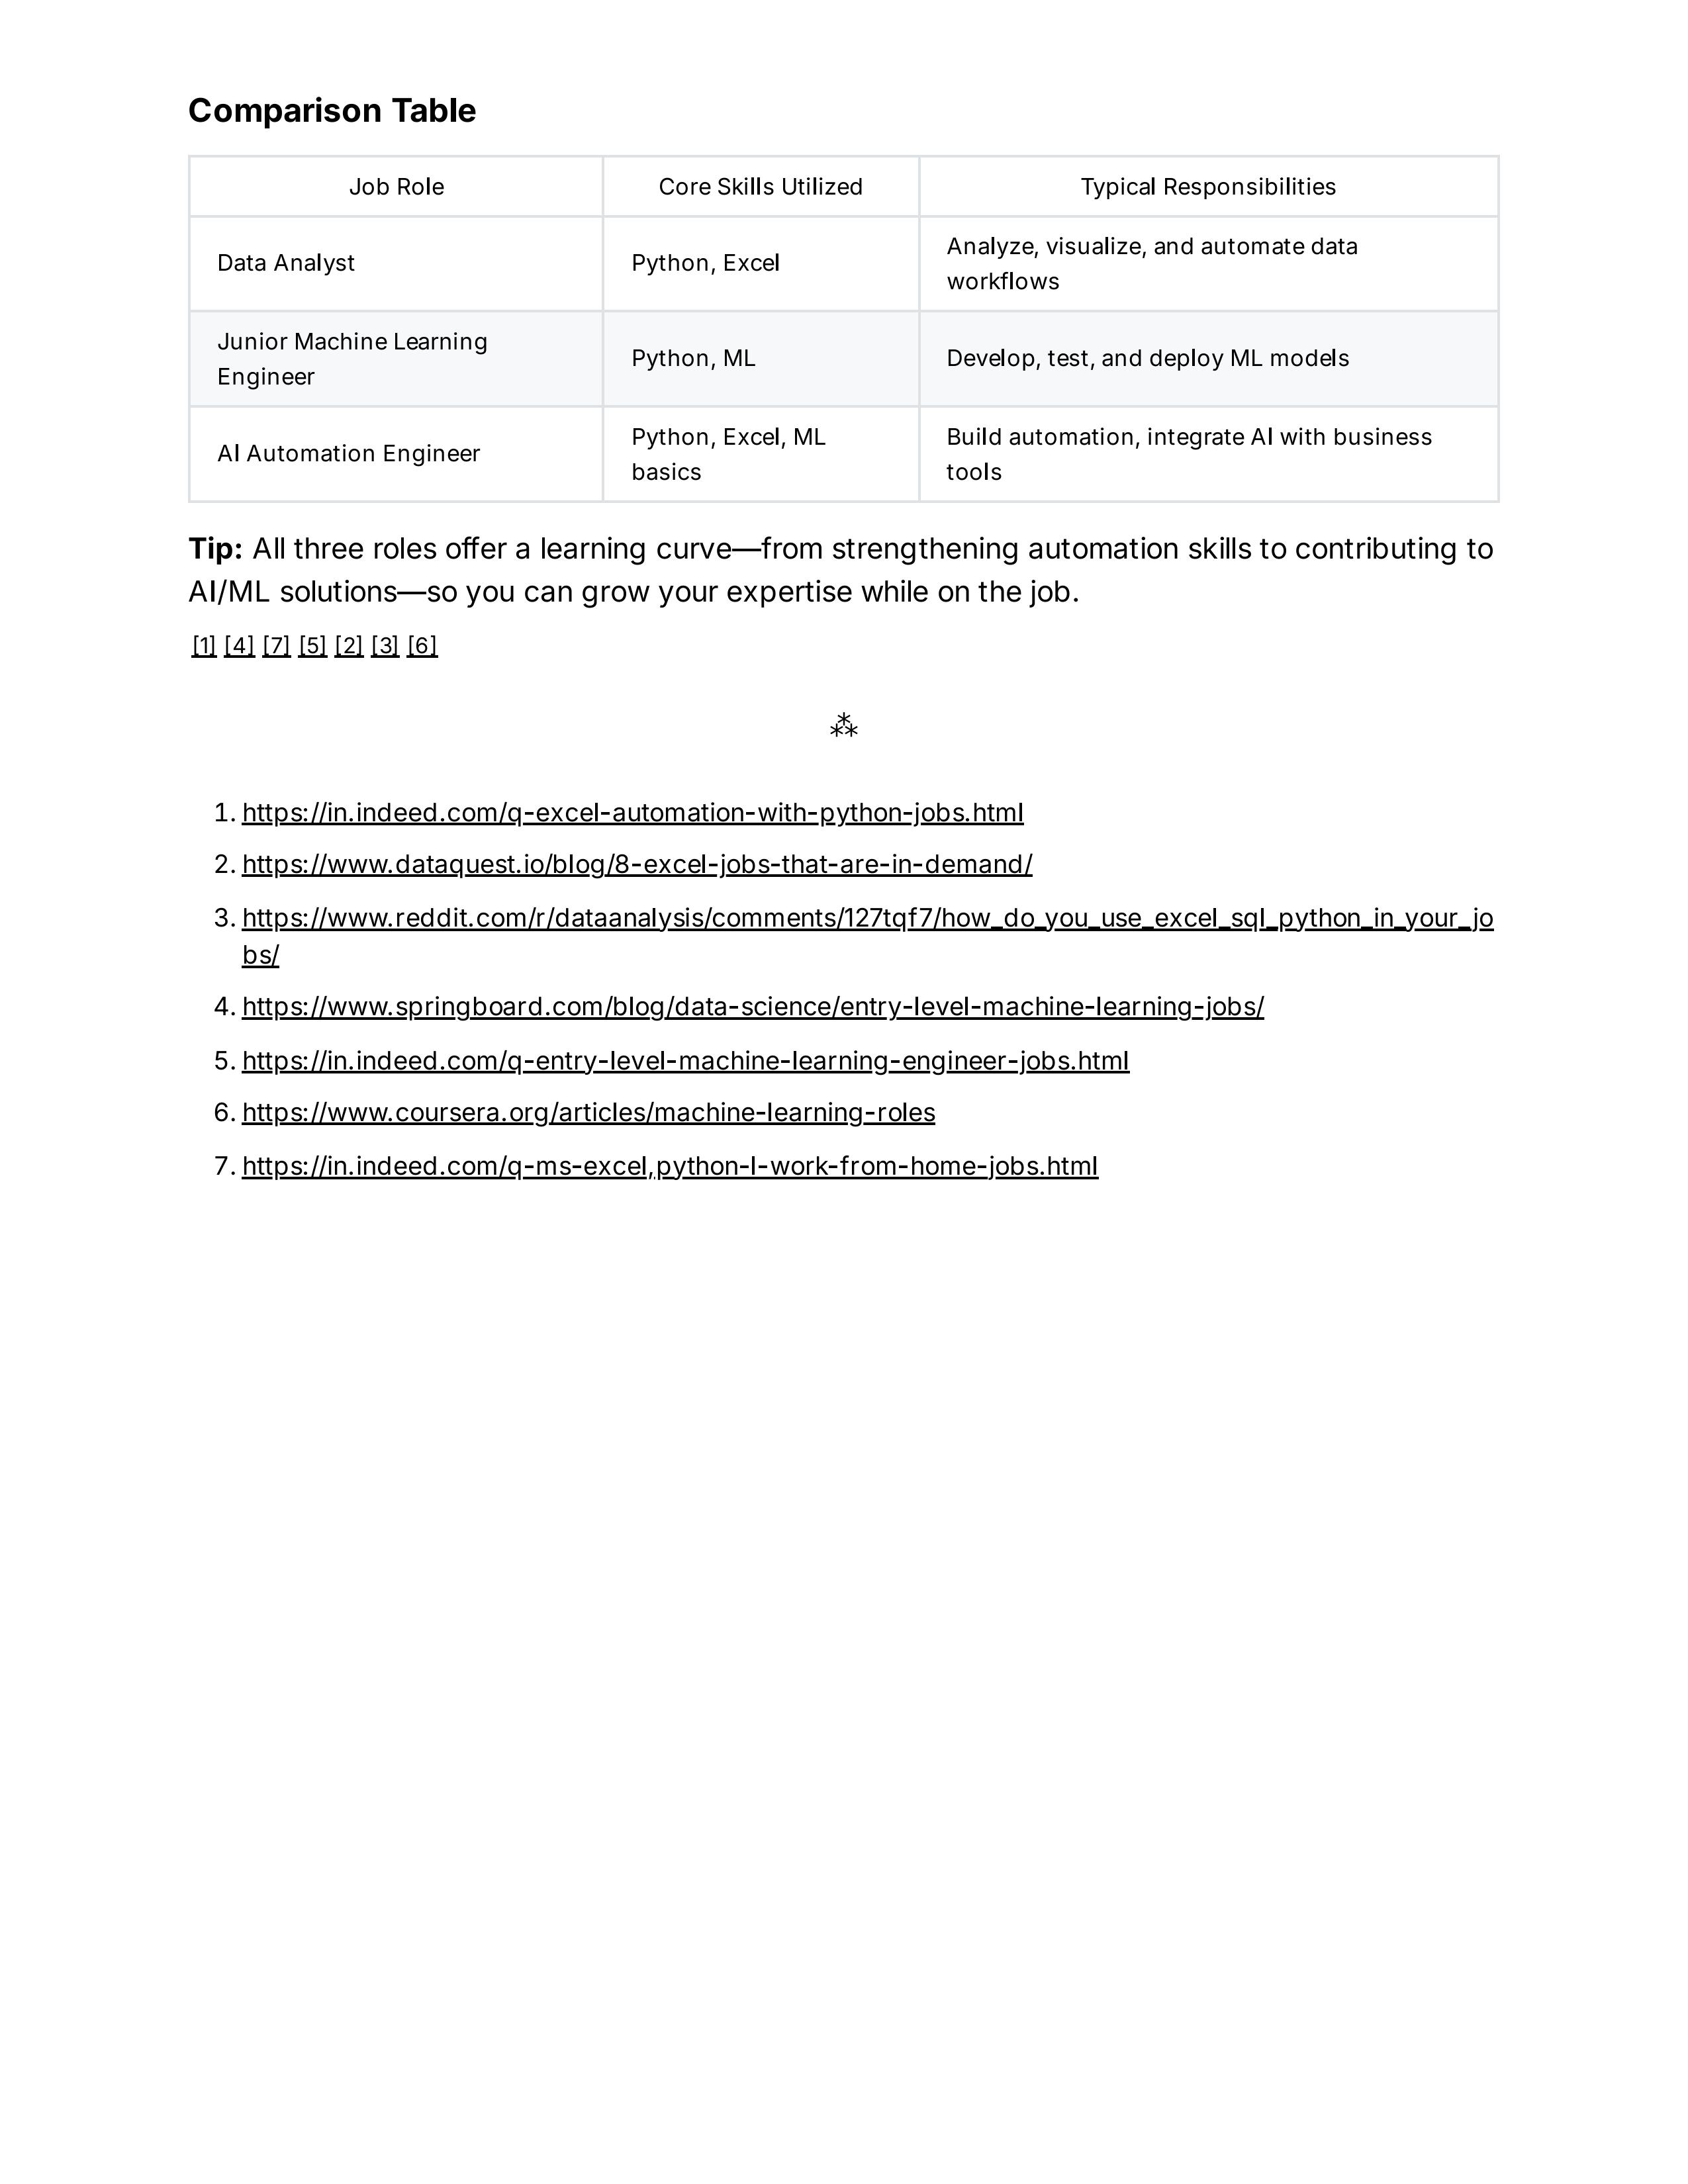 Comparison Table
Job Role Core Skills Utilized Typical Responsibilities
Data Analyst Python, Excel Analyze, visualize, and automate data
workflows
Junior Machine Learning
Engineer Python, ML Develop, test, and deploy ML models
AI Automation Engineer Python, Excel, ML
basics Build automation, integrate AI with business
tools
Tip: All three roles offer a learning curve—from strengthening automation skills to contributing to
AI/ML solutions—so you can grow your expertise while on the job.
[1] [4] [7] [5] [2] [3] [6]
⁂
1. https://in.indeed.com/q-excel-automation-with-python-jobs.html
2. https://www.dataquest.io/blog/8-excel-jobs-that-are-in-demand/
3. https://www.reddit.com/r/dataanalysis/comments/127tqf7/how_do_you_use_excel_sql_python_in_your_jo
bs/
4. https://www.springboard.com/blog/data-science/entry-level-machine-learning-jobs/
5. https://in.indeed.com/q-entry-level-machine-learning-engineer-jobs.html
6. https://www.coursera.org/articles/machine-learning-roles
7. https://in.indeed.com/q-ms-excel,python-l-work-from-home-jobs.html